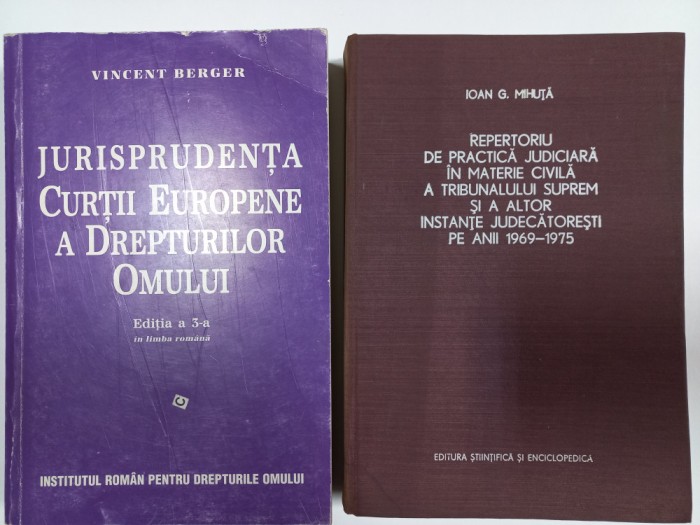 VINCENT BERGER
JURISPRUDENȚA
CURȚII EUROPENE
A DREPTURILOR
OMULUI
Ediția a 3-a
în limba română
C
INSTITUTUL ROMÂN PENTRU DREPTURILE OMULUI
IOAN G. MIHUȚĂ
REPERTORIU
DE PRACTICĂ JUDICIARĂ
ÎN MATERIE CIVILĂ
A TRIBUNALULUI SUPREM
ȘI A ALTOR
INSTANȚE JUDECĂTOREȘTI
PE ANII 1969–1975
EDITURA ȘTIINȚIFICĂ ȘI ENCICLOPEDICĂ